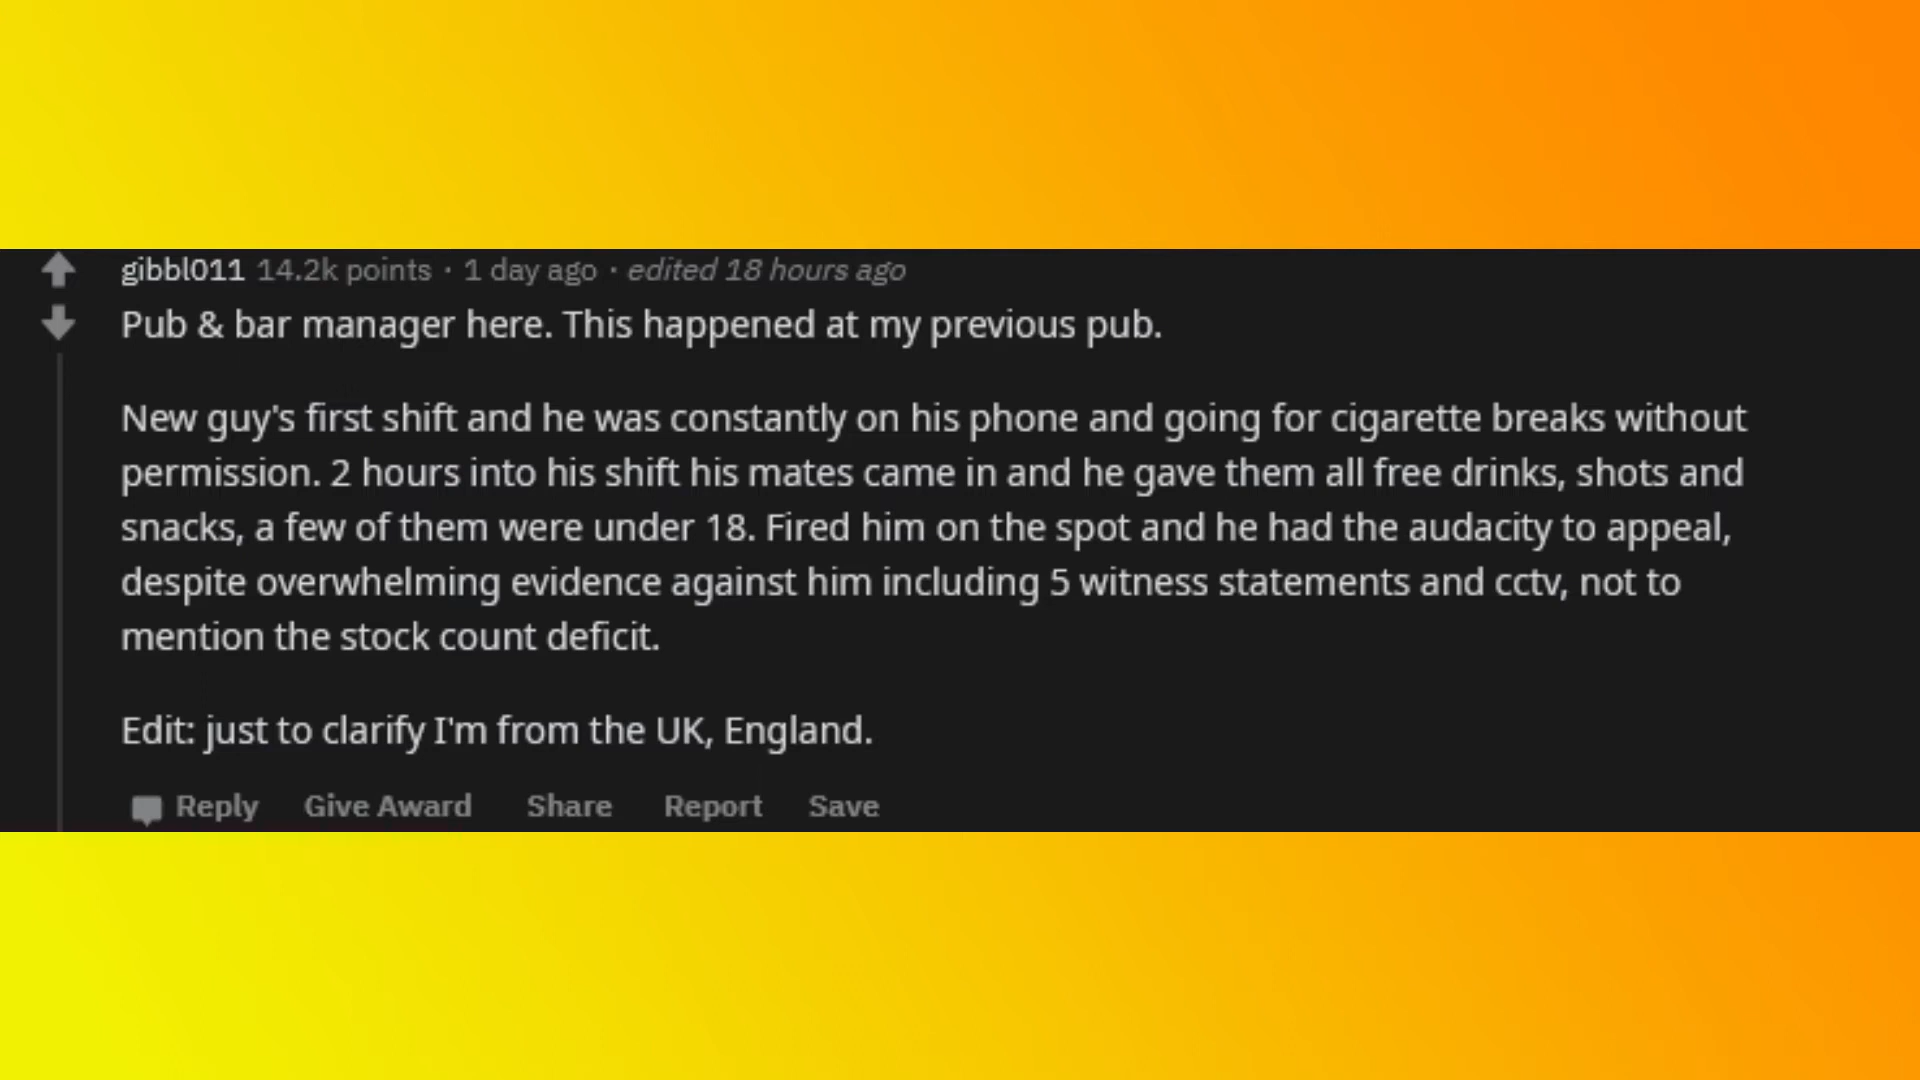 gibbl011 14.2k points · 1 day ago · edited 18 hours ago
Pub & bar manager here. This happened at my previous pub.
New guy's first shift and he was constantly on his phone and going for cigarette breaks without
permission. 2 hours into his shift his mates came in and he gave them all free drinks, shots and
snacks, a few of them were under 18. Fired him on the spot and he had the audacity to appeal,
despite overwhelming evidence against him including 5 witness statements and cctv, not to
mention the stock count deficit.
Edit: just to clarify I'm from the UK, England.
Reply Give Award Share Report Save